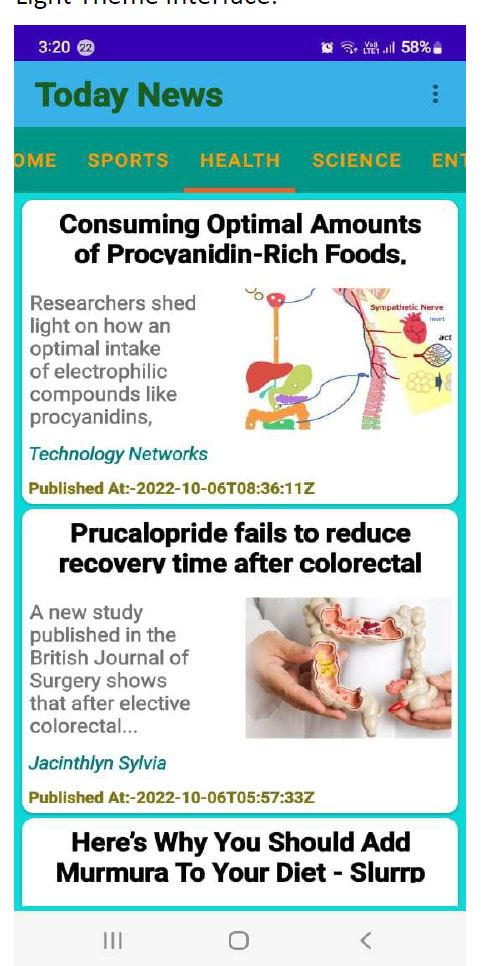 Light Theme Interface:
3:20 22 58%
Today News
OME SPORTS HEALTH SCIENCE ENT
Consuming Optimal Amounts
of Procyanidin-Rich Foods.
Researchers shed
light on how an
optimal intake
of electrophilic
compounds like
procyanidins,
Sympathetic Nerve
heart
act
Technology Networks
Published At:-2022-10-06T08:36:11Z
Prucalopride fails to reduce
recovery time after colorectal
A new study
published in the
British Journal of
Surgery shows
that after elective
colorectal...
Jacinthlyn Sylvia
Published At:-2022-10-06T05:57:33Z
Here's Why You Should Add
Murmura To Your Diet - Slurrp